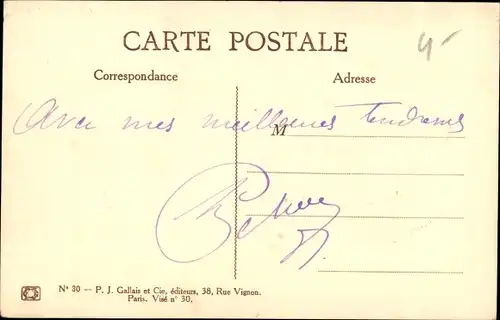 CARTE POSTALE
4
Correspondance
Adresse
Avec mes meilleures tendresses
M
N° 30 — P. J. Gallais et Cie, éditeurs, 38, Rue Vignon.
Paris. Visé n° 30.